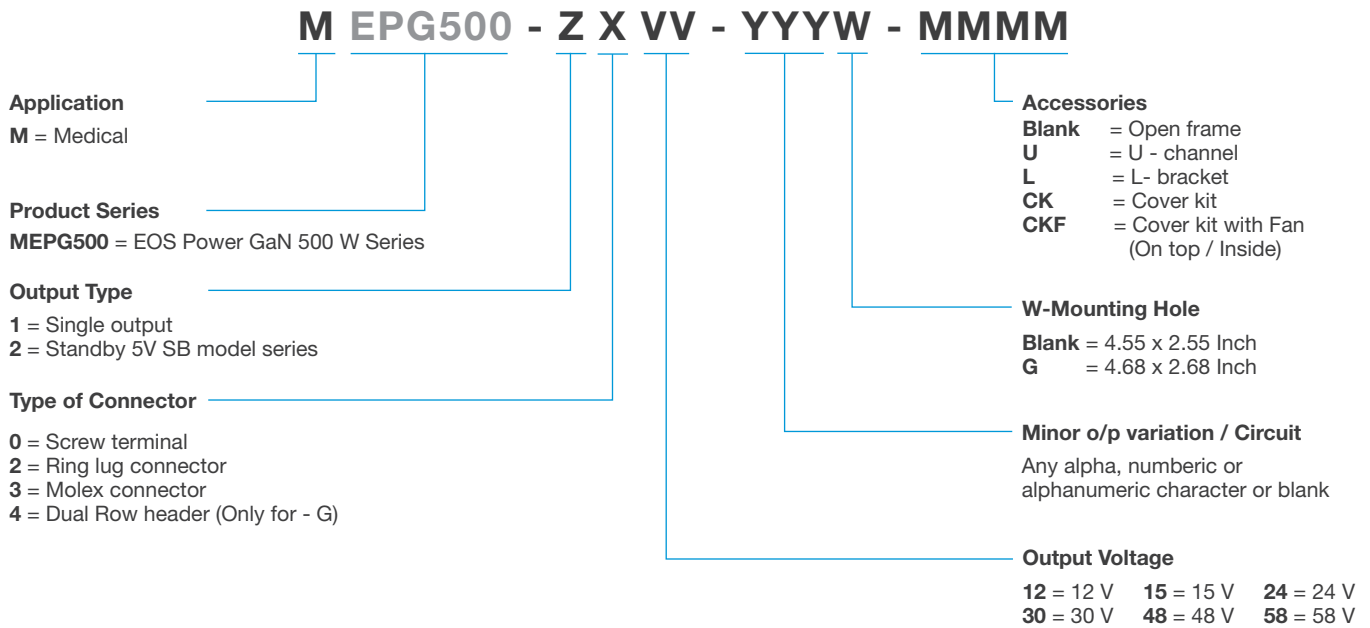 M EPG500 - Z X VV - YYYW - MMMM
Application
M = Medical
Product Series
MEPG500 = EOS Power GaN 500 W Series
Output Type
1 = Single output
2 = Standby 5V SB model series
Type of Connector
0 = Screw terminal
2 = Ring lug connector
3 = Molex connector
4 = Dual Row header (Only for - G)
Accessories
Blank = Open frame
U = U - channel
L = L- bracket
CK = Cover kit
CKF = Cover kit with Fan
(On top / Inside)
W-Mounting Hole
Blank = 4.55 x 2.55 Inch
G = 4.68 x 2.68 Inch
Minor o/p variation / Circuit
Any alpha, numberic or
alphanumeric character or blank
Output Voltage
12 = 12 V 15 = 15 V 24 = 24 V
30 = 30 V 48 = 48 V 58 = 58 V